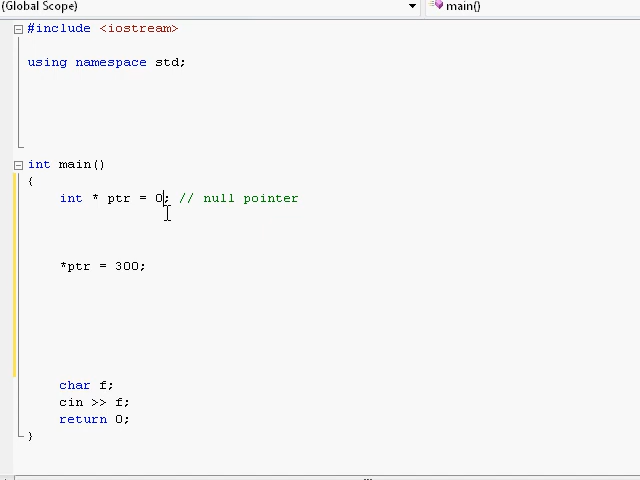 (Global Scope) main()
#include <iostream>
using namespace std;
int main()
{
int * ptr = 0; // null pointer
*ptr = 300;
char f;
cin >> f;
return 0;
}